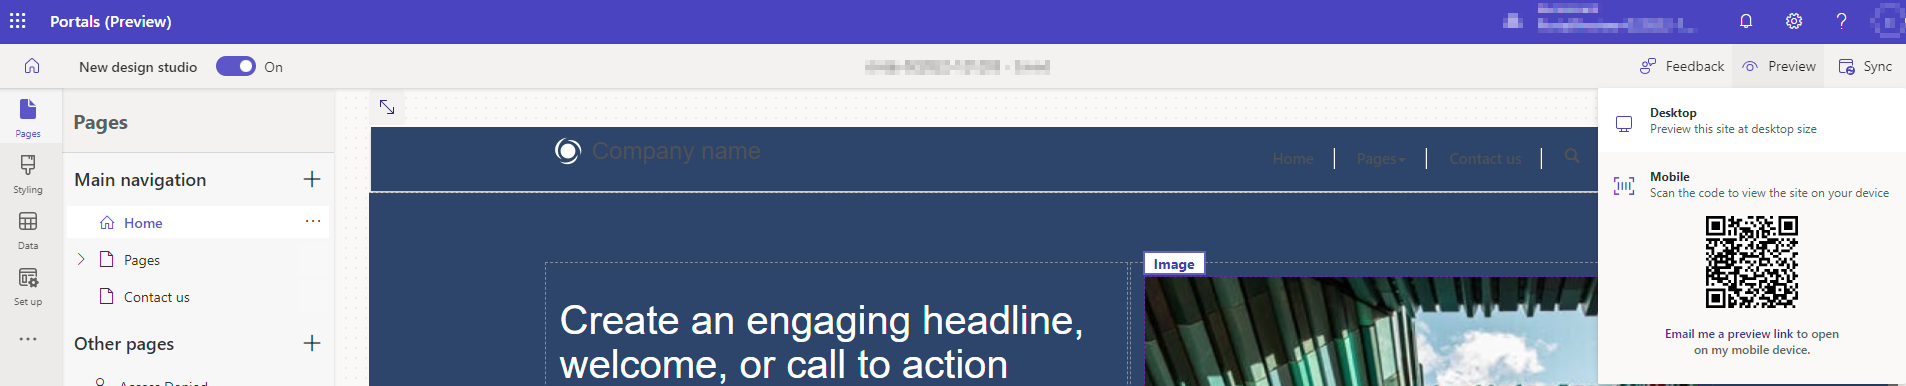 Portals (Preview)
?
New design studio On
Feedback Preview Sync
Pages
Styling
Data
Set up
...
Pages
Main navigation +
Home ...
Pages
Contact us
Other pages +
Access Denied
Company name
Home Pages Contact us
Image
Create an engaging headline,
welcome, or call to action
Desktop
Preview this site at desktop size
Mobile
Scan the code to view the site on your device
Email me a preview link to open
on my mobile device.